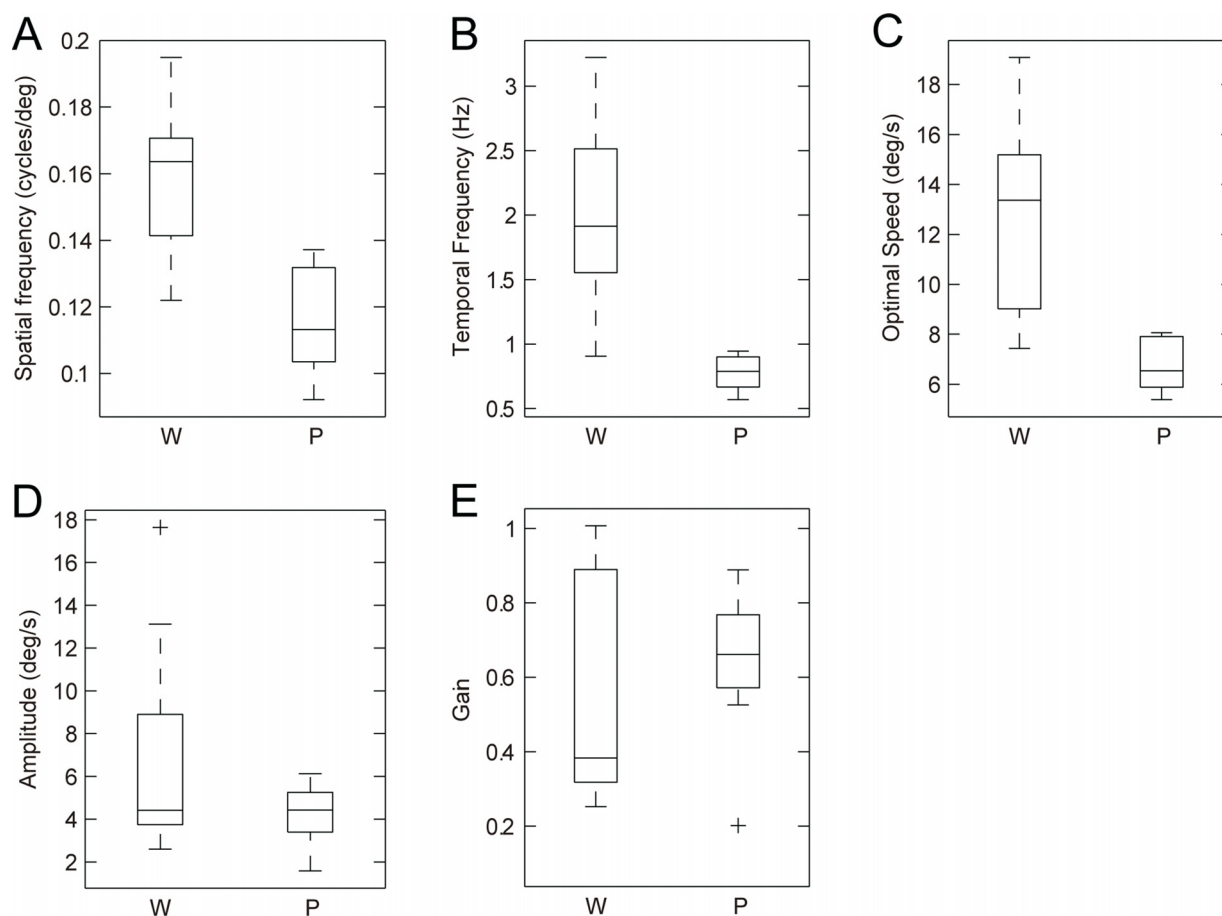 A
B
C
Spatial frequency (cycles/deg)
0.2
0.18
0.16
0.14
0.12
0.1
W P
Temporal Frequency (Hz)
3
2.5
2
1.5
1
0.5
W P
Optimal Speed (deg/s)
18
16
14
12
10
8
6
W P
D
E
Amplitude (deg/s)
18
16
14
12
10
8
6
4
2
W P
Gain
1
0.8
0.6
0.4
0.2
W P